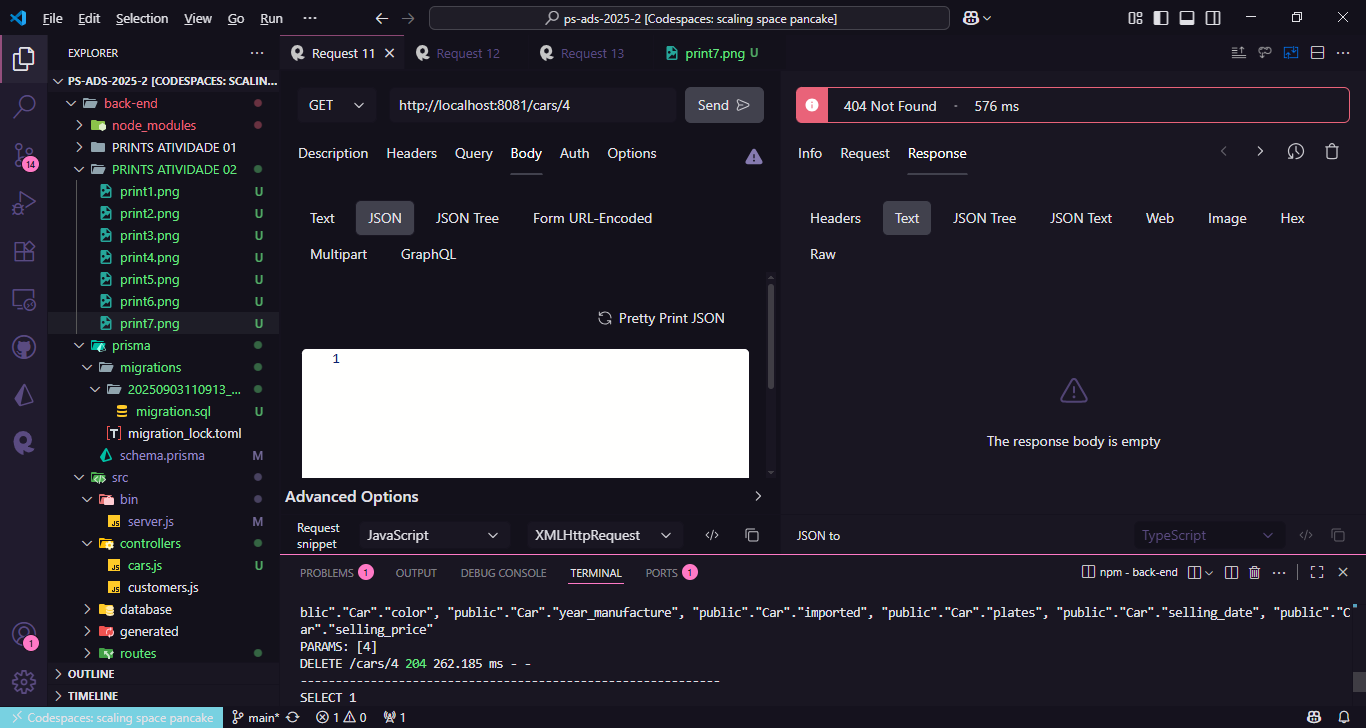 File Edit Selection View Go Run ··· ps-ads-2025-2 [Codespaces: scaling space pancake]
EXPLORER ···
PS-ADS-2025-2 [CODESPACES: SCALIN...
back-end
node_modules
PRINTS ATIVIDADE 01
PRINTS ATIVIDADE 02
print1.png U
print2.png U
print3.png U
print4.png U
print5.png U
print6.png U
print7.png U
prisma
migrations
20250903110913_...
migration.sql U
migration_lock.toml
schema.prisma M
src
bin
server.js M
controllers
cars.js U
customers.js
database
generated
routes
OUTLINE
TIMELINE
14
1
Request 11 Request 12 Request 13 print7.png U
GET http://localhost:8081/cars/4 Send
Description Headers Query Body Auth Options
Text JSON JSON Tree Form URL-Encoded
Multipart GraphQL
Pretty Print JSON
1
Advanced Options
Request snippet JavaScript XMLHttpRequest
404 Not Found - 576 ms
Info Request Response
Headers Text JSON Tree JSON Text Web Image Hex
Raw
The response body is empty
JSON to TypeScript
PROBLEMS 1 OUTPUT DEBUG CONSOLE TERMINAL PORTS 1 npm - back-end
blic"."Car"."color", "public"."Car"."year_manufacture", "public"."Car"."imported", "public"."Car"."plates", "public"."Car"."selling_date", "public"."C
ar"."selling_price"
PARAMS: [4]
DELETE /cars/4 204 262.185 ms - -
------------------------------------------------------------
SELECT 1
Codespaces: scaling space pancake main* 1 0 1